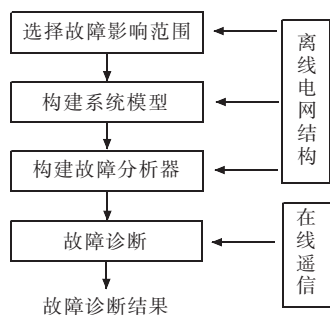 选择故障影响范围
构建系统模型
构建故障分析器
故障诊断
故障诊断结果
离线电网结构
在线遥信